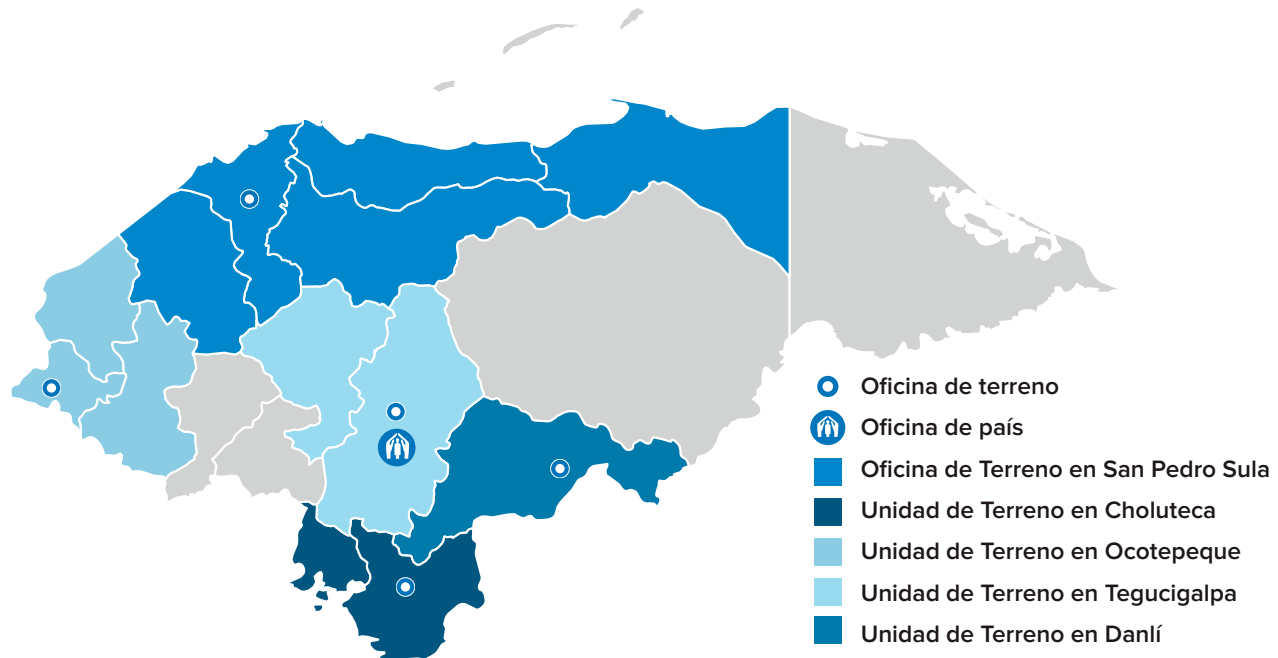 Oficina de terreno
Oficina de país
Oficina de Terreno en San Pedro Sula
Unidad de Terreno en Choluteca
Unidad de Terreno en Ocotepeque
Unidad de Terreno en Tegucigalpa
Unidad de Terreno en Danlí